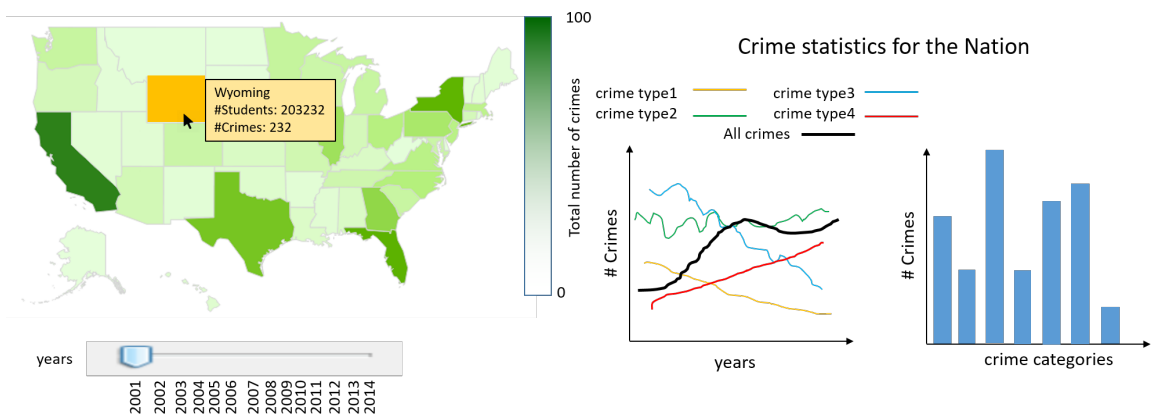 100
Wyoming
#Students: 203232
#Crimes: 232
Total number of crimes
0
years
2001
2002
2003
2004
2005
2006
2007
2008
2009
2010
2011
2012
2013
2014
Crime statistics for the Nation
crime type1
crime type3
crime type2
crime type4
All crimes
# Crimes
years
# Crimes
crime categories